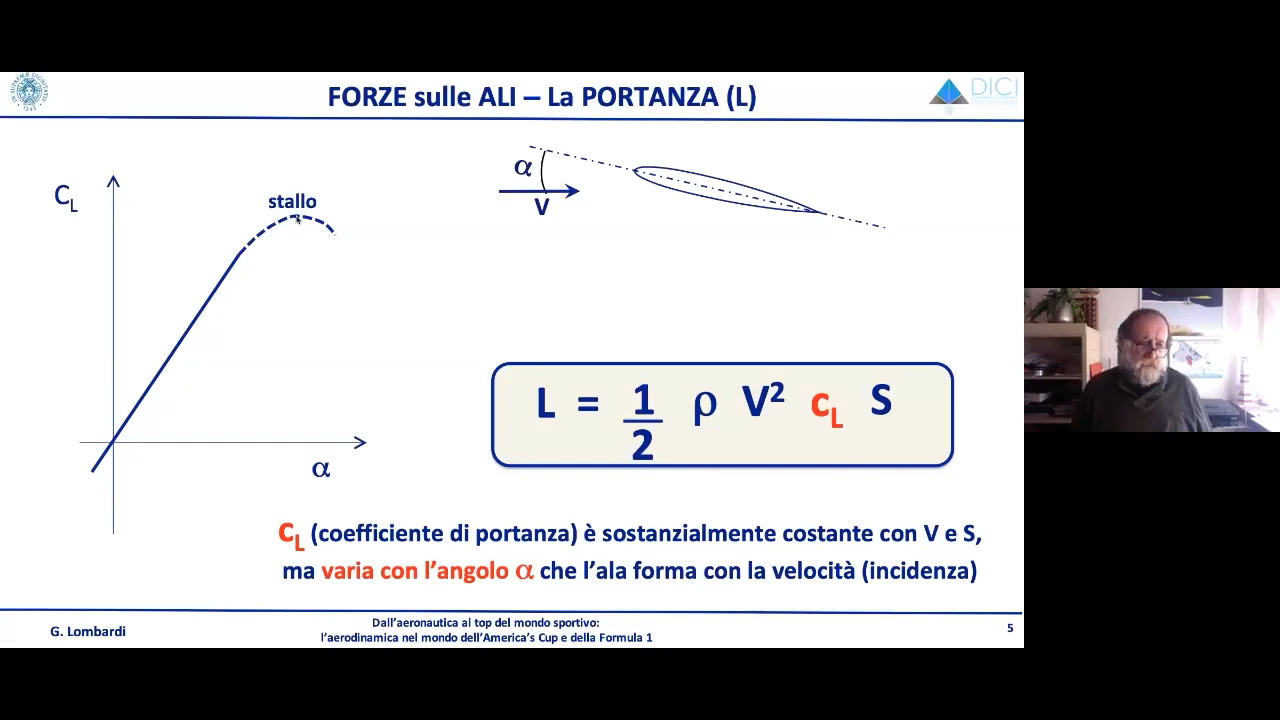 FORZE sulle ALI – La PORTANZA (L)
DICI
C_L
stallo
α
V
α
L = 1/2 ρ V² c_L S
c_L (coefficiente di portanza) è sostanzialmente costante con V e S,
ma varia con l'angolo α che l'ala forma con la velocità (incidenza)
G. Lombardi
Dall'aeronautica al top del mondo sportivo:
l'aerodinamica nel mondo dell'America's Cup e della Formula 1
5